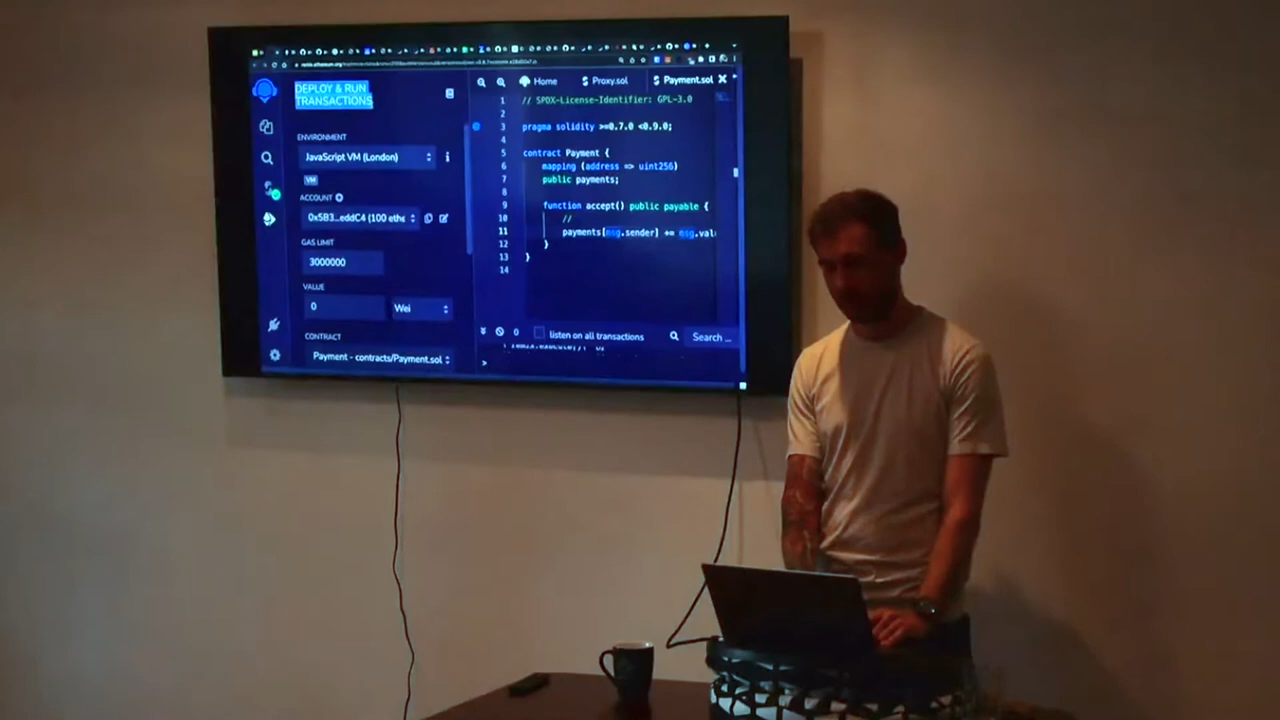 DEPLOY & RUN
TRANSACTIONS
ENVIRONMENT
JavaScript VM (London)
VM
ACCOUNT
0x5B3...eddC4 (100 ethe
GAS LIMIT
3000000
VALUE
0
Wei
CONTRACT
Payment - contracts/Payment.sol
Home
Proxy.sol
Payment.sol
1 // SPDX-License-Identifier: GPL-3.0
2
3 pragma solidity >=0.7.0 <0.9.0;
4
5 contract Payment {
6 mapping (address => uint256)
7 public payments;
8
9 function accept() public payable {
10 //
11 payments[msg.sender] += msg.valu
12 }
13 }
14
0
listen on all transactions
Search ...
>